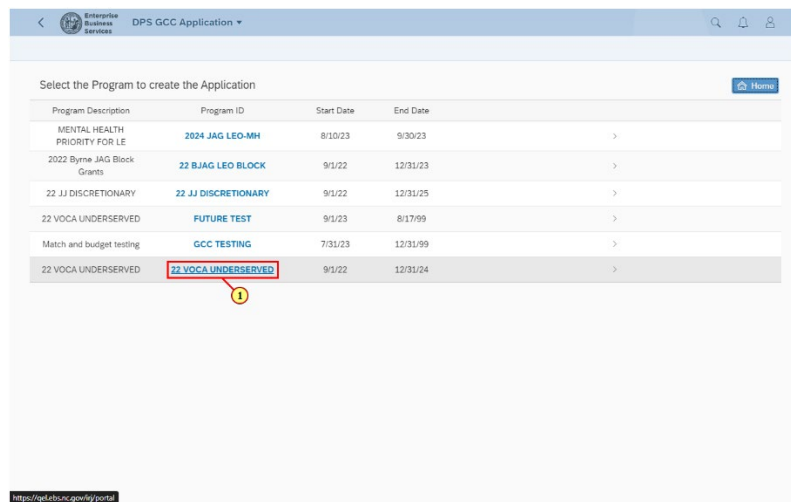 Enterprise
Business
Services
DPS GCC Application
Select the Program to create the Application
Home
Program Description Program ID Start Date End Date
MENTAL HEALTH
PRIORITY FOR LE
2024 JAG LEO-MH 8/10/23 9/30/23
2022 Byrne JAG Block
Grants
22 BJAG LEO BLOCK 9/1/22 12/31/23
22 JJ DISCRETIONARY 22 JJ DISCRETIONARY 9/1/22 12/31/25
22 VOCA UNDERSERVED FUTURE TEST 9/1/23 8/17/99
Match and budget testing GCC TESTING 7/31/23 12/31/99
22 VOCA UNDERSERVED 22 VOCA UNDERSERVED 9/1/22 12/31/24
1
https://qel.ebs.nc.gov/irj/portal